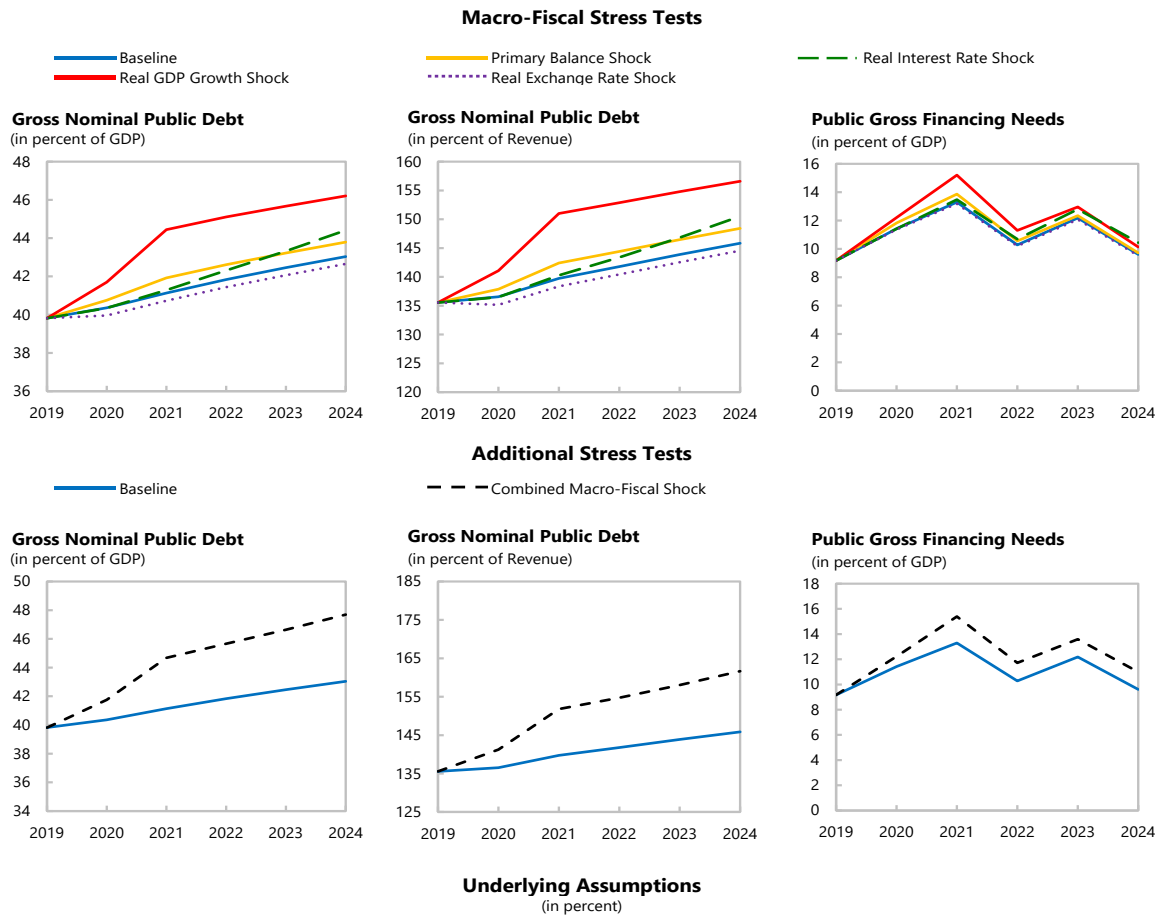 Macro-Fiscal Stress Tests
Baseline
Primary Balance Shock
Real Interest Rate Shock
Real GDP Growth Shock
Real Exchange Rate Shock
Gross Nominal Public Debt
(in percent of GDP)
48
46
44
42
40
38
36
2019 2020 2021 2022 2023 2024
Gross Nominal Public Debt
(in percent of Revenue)
160
155
150
145
140
135
130
125
120
2019 2020 2021 2022 2023 2024
Public Gross Financing Needs
(in percent of GDP)
16
14
12
10
8
6
4
2
0
2019 2020 2021 2022 2023 2024
Additional Stress Tests
Baseline
Combined Macro-Fiscal Shock
Gross Nominal Public Debt
(in percent of GDP)
50
48
46
44
42
40
38
36
34
2019 2020 2021 2022 2023 2024
Gross Nominal Public Debt
(in percent of Revenue)
185
175
165
155
145
135
125
2019 2020 2021 2022 2023 2024
Public Gross Financing Needs
(in percent of GDP)
18
16
14
12
10
8
6
4
2
0
2019 2020 2021 2022 2023 2024
Underlying Assumptions
(in percent)